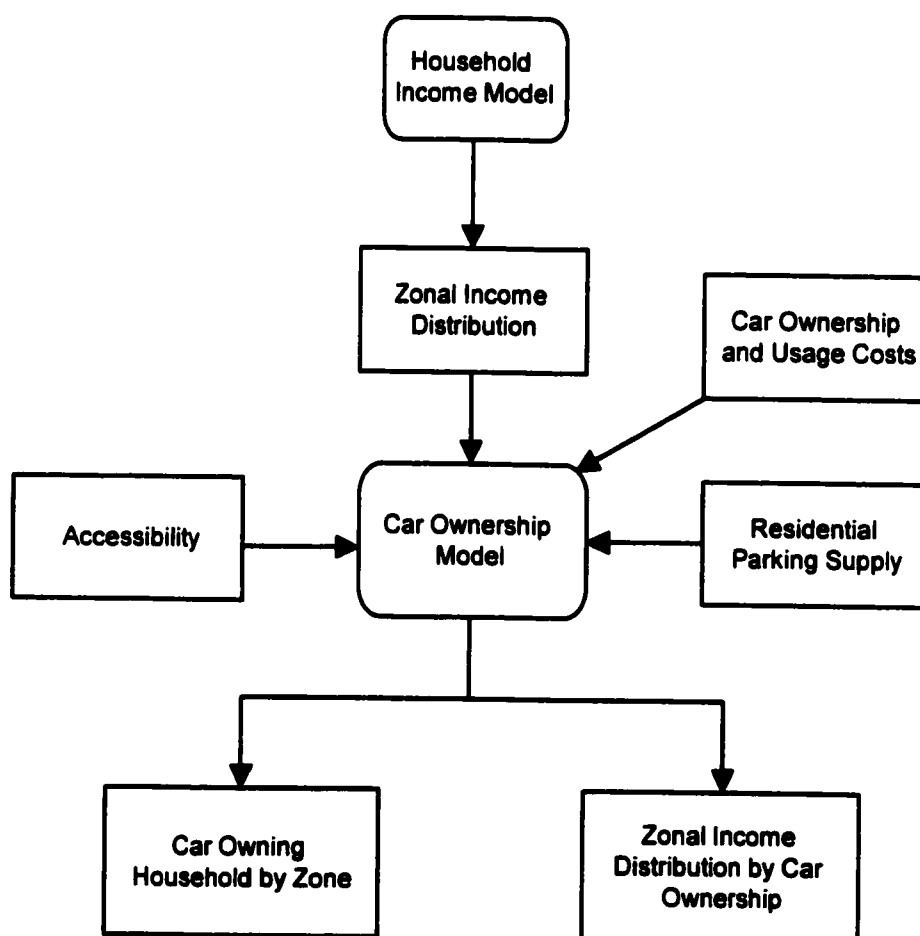 Household
Income Model
Zonal Income
Distribution
Car Ownership
and Usage Costs
Accessibility
Car Ownership
Model
Residential
Parking Supply
Car Owning
Household by Zone
Zonal Income
Distribution by Car
Ownership